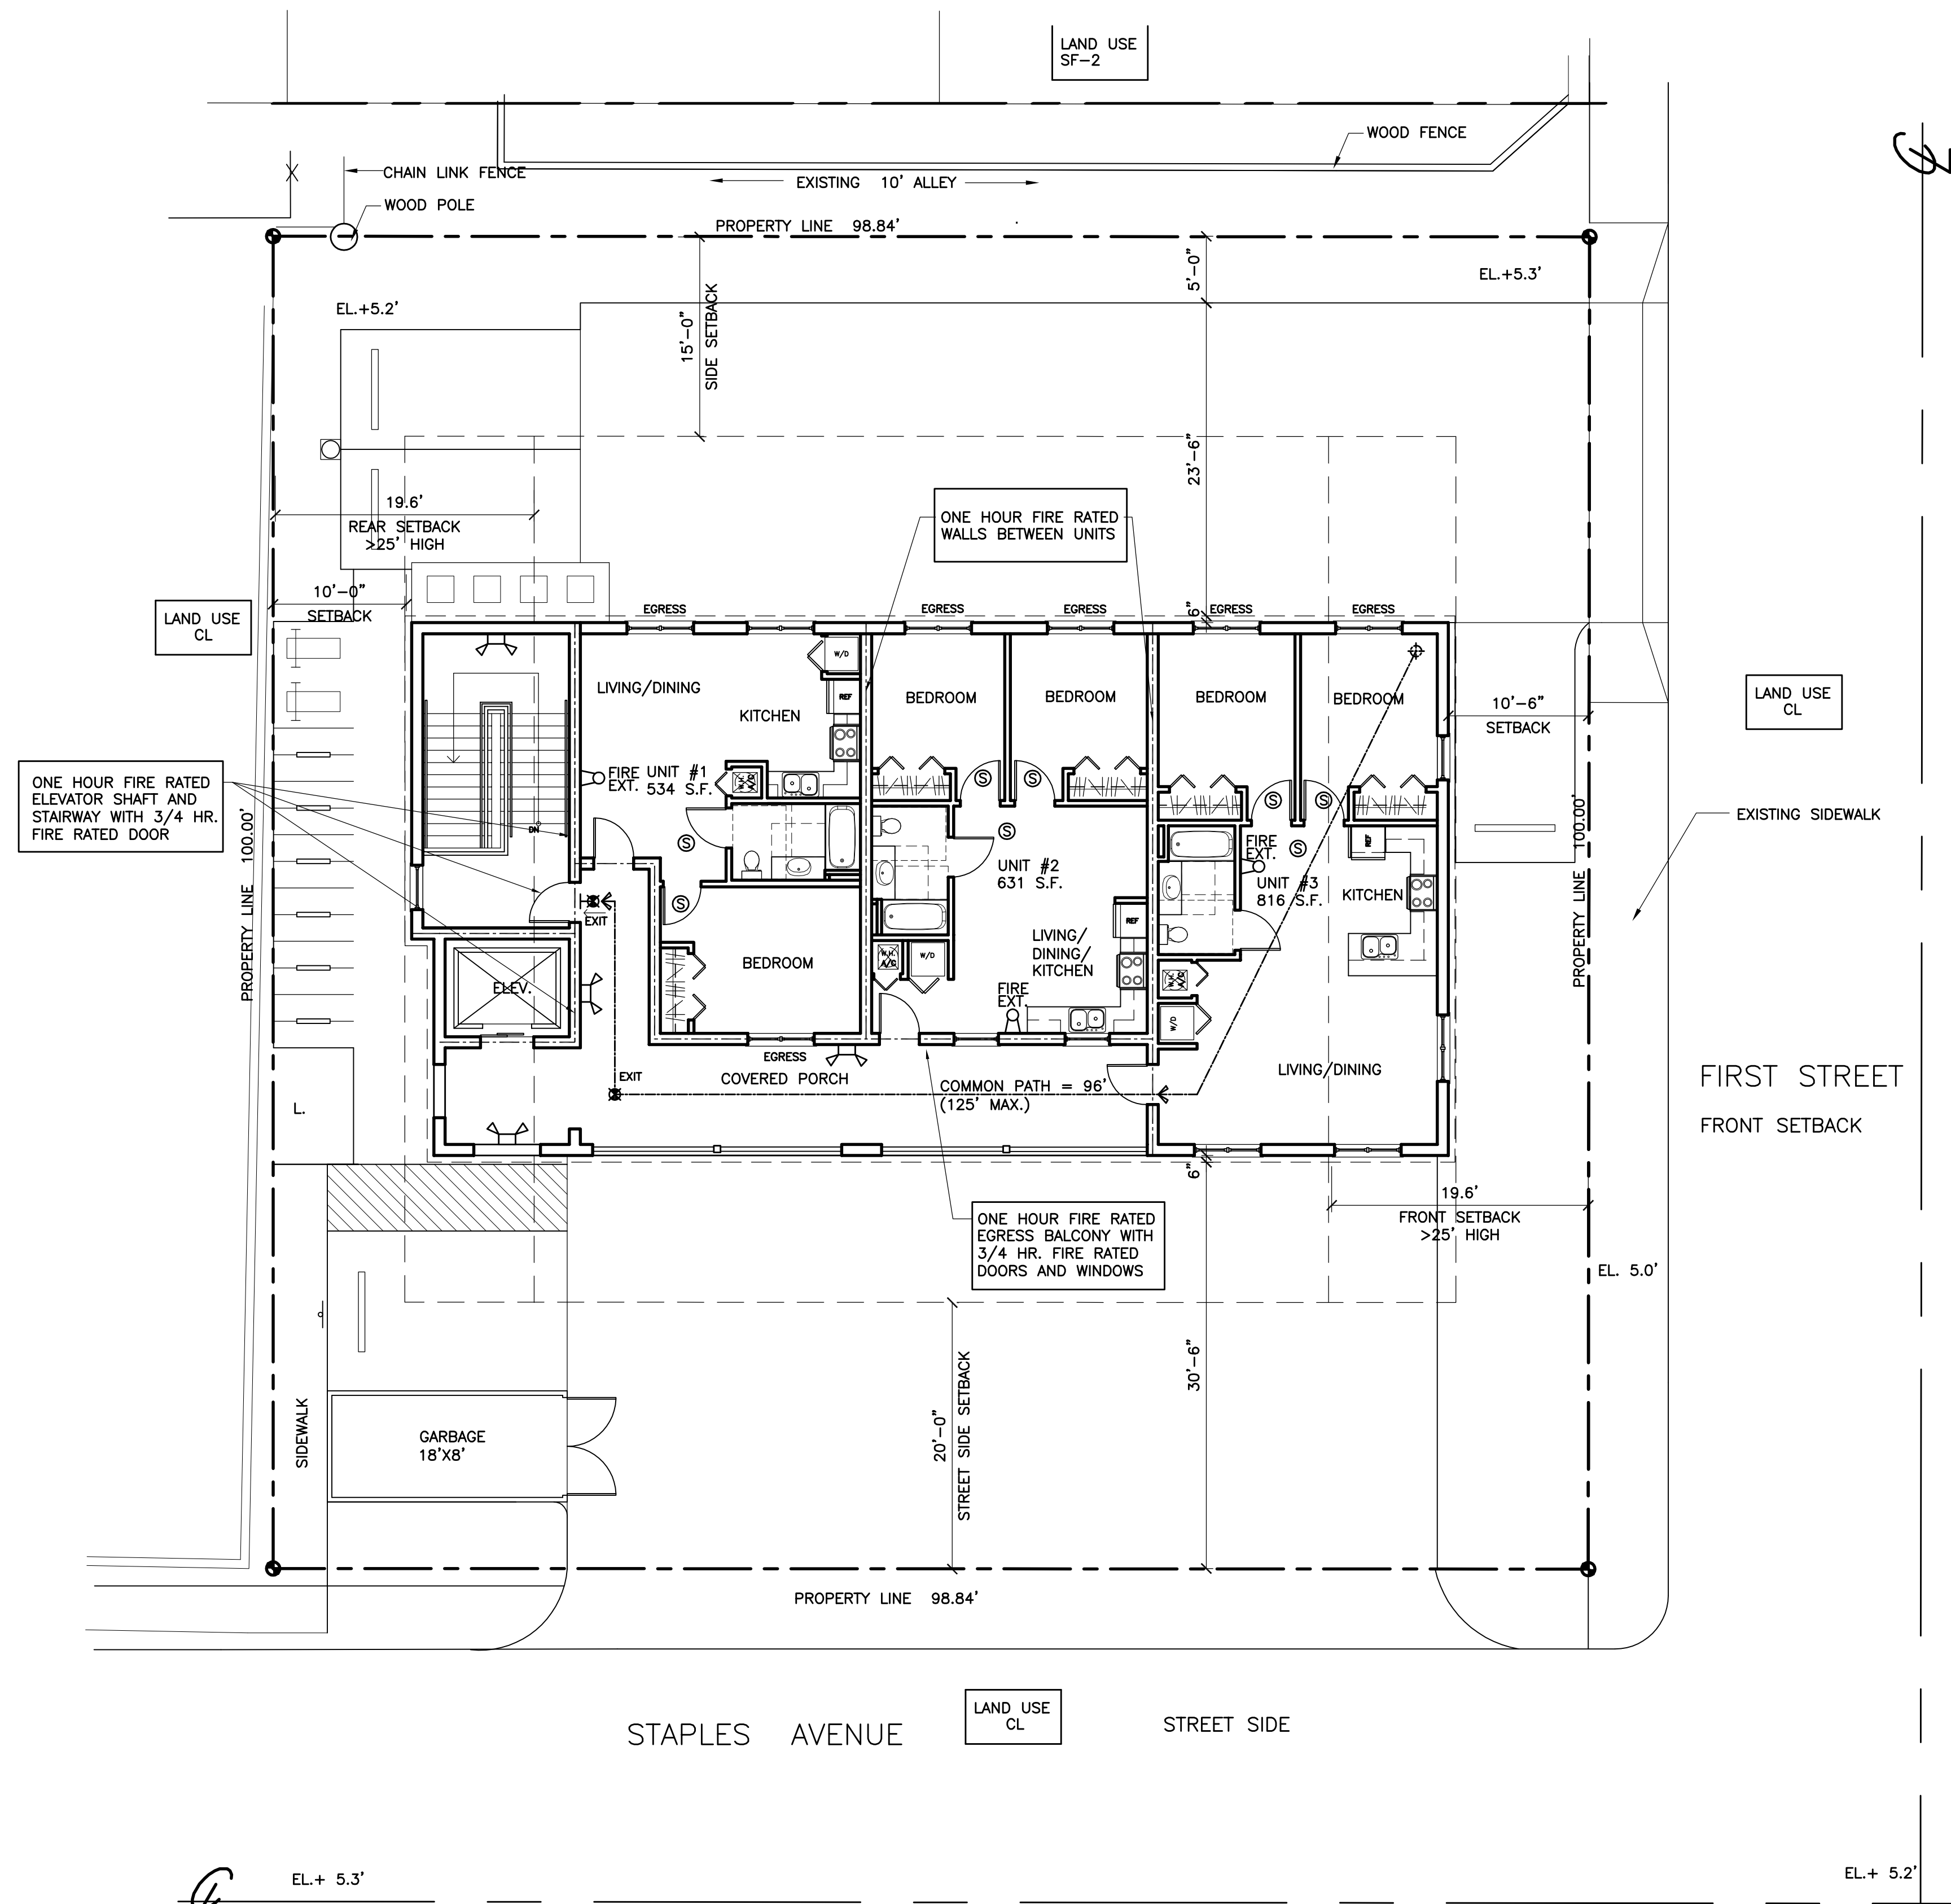 LAND USE
SF-2
WOOD FENCE
CHAIN LINK FENCE
EXISTING 10' ALLEY
WOOD POLE
PROPERTY LINE 98.84'
EL.+5.3'
5'-0"
EL.+5.2'
15'-0"
SIDE SETBACK
23'-6"
19.6'
REAR SETBACK
>25' HIGH
ONE HOUR FIRE RATED
WALLS BETWEEN UNITS
10'-0"
SETBACK
LAND USE
CL
EGRESS
EGRESS
EGRESS
6"
EGRESS
EGRESS
W/D
LIVING/DINING
REF
KITCHEN
BEDROOM
BEDROOM
BEDROOM
BEDROOM
10'-6"
SETBACK
LAND USE
CL
ONE HOUR FIRE RATED
ELEVATOR SHAFT AND
STAIRWAY WITH 3/4 HR.
FIRE RATED DOOR
FIRE
EXT.
UNIT #1
534 S.F.
W.H.
A/C
S
S
S
S
DN
S
S
S
FIRE
EXT.
REF
PROPERTY LINE 100.00'
PROPERTY LINE 100.00'
EXISTING SIDEWALK
UNIT #2
631 S.F.
UNIT #3
816 S.F.
KITCHEN
S
EXIT
REF
LIVING/
DINING/
KITCHEN
BEDROOM
W.H.
A/C
W/D
ELEV.
FIRE
EXT.
W.H.
A/C
W/D
EGRESS
EXIT
COVERED PORCH
COMMON PATH = 96'
(125' MAX.)
LIVING/DINING
FIRST STREET
FRONT SETBACK
L.
6"
19.6'
FRONT SETBACK
>25' HIGH
ONE HOUR FIRE RATED
EGRESS BALCONY WITH
3/4 HR. FIRE RATED
DOORS AND WINDOWS
EL. 5.0'
30'-6"
20'-0"
STREET SIDE SETBACK
SIDEWALK
GARBAGE
18'X8'
PROPERTY LINE 98.84'
STAPLES AVENUE
LAND USE
CL
STREET SIDE
EL.+ 5.3'
EL.+ 5.2'